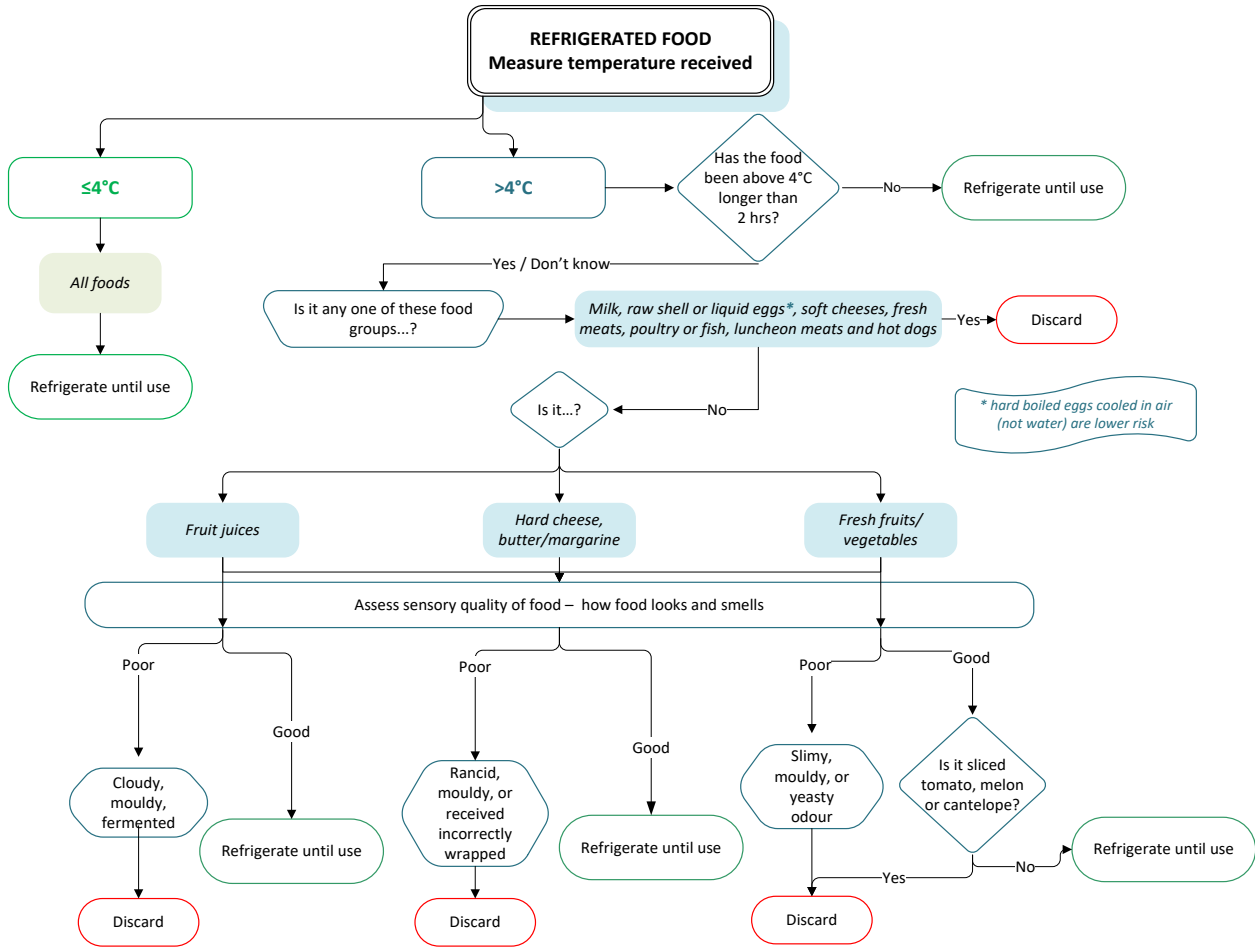 REFRIGERATED FOOD
Measure temperature received
≤4°C
>4°C
Has the food
been above 4°C
longer than
2 hrs?
No
Refrigerate until use
All foods
Yes / Don't know
Is it any one of these food
groups...?
Milk, raw shell or liquid eggs*, soft cheeses, fresh
meats, poultry or fish, luncheon meats and hot dogs
Yes
Discard
Refrigerate until use
Is it...?
No
* hard boiled eggs cooled in air
(not water) are lower risk
Fruit juices
Hard cheese,
butter/margarine
Fresh fruits/
vegetables
Assess sensory quality of food – how food looks and smells
Poor
Good
Poor
Good
Poor
Good
Cloudy,
mouldy,
fermented
Refrigerate until use
Rancid,
mouldy, or
received
incorrectly
wrapped
Refrigerate until use
Slimy,
mouldy, or
yeasty
odour
Is it sliced
tomato, melon
or cantelope?
Yes
No
Refrigerate until use
Discard
Discard
Discard